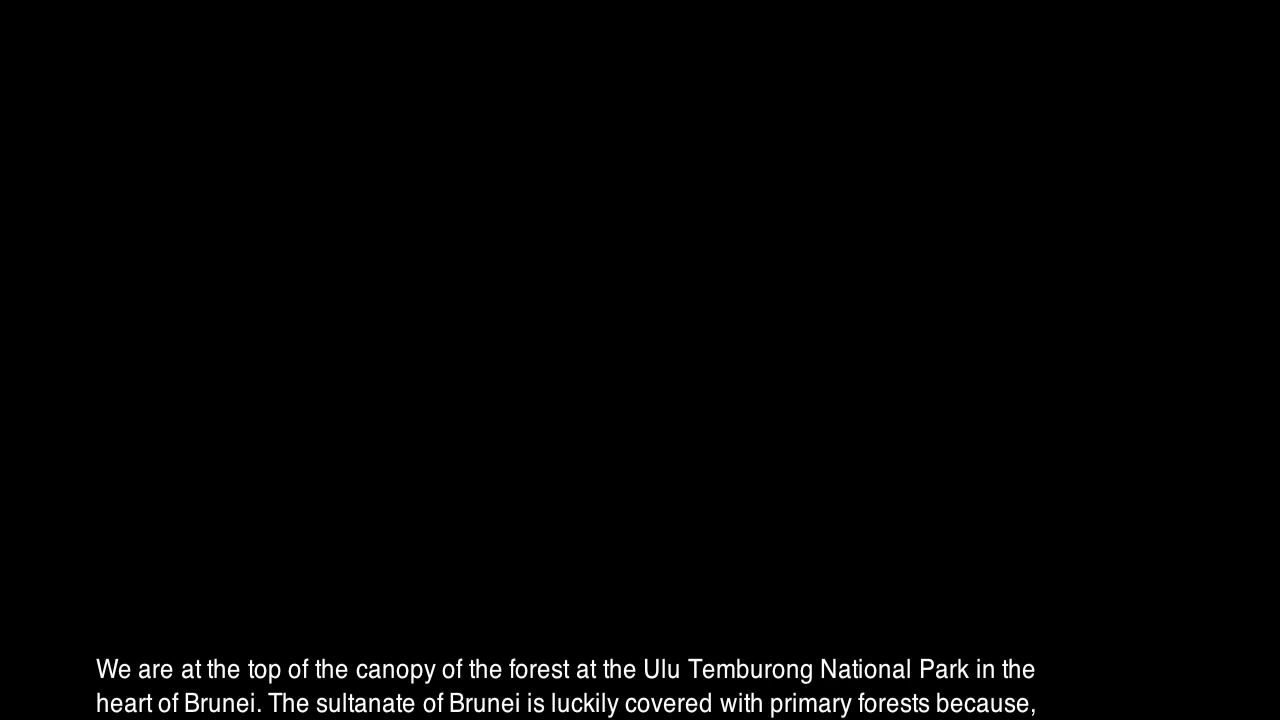 We are at the top of the canopy of the forest at the Ulu Temburong National Park in the
heart of Brunei. The sultanate of Brunei is luckily covered with primary forests because,